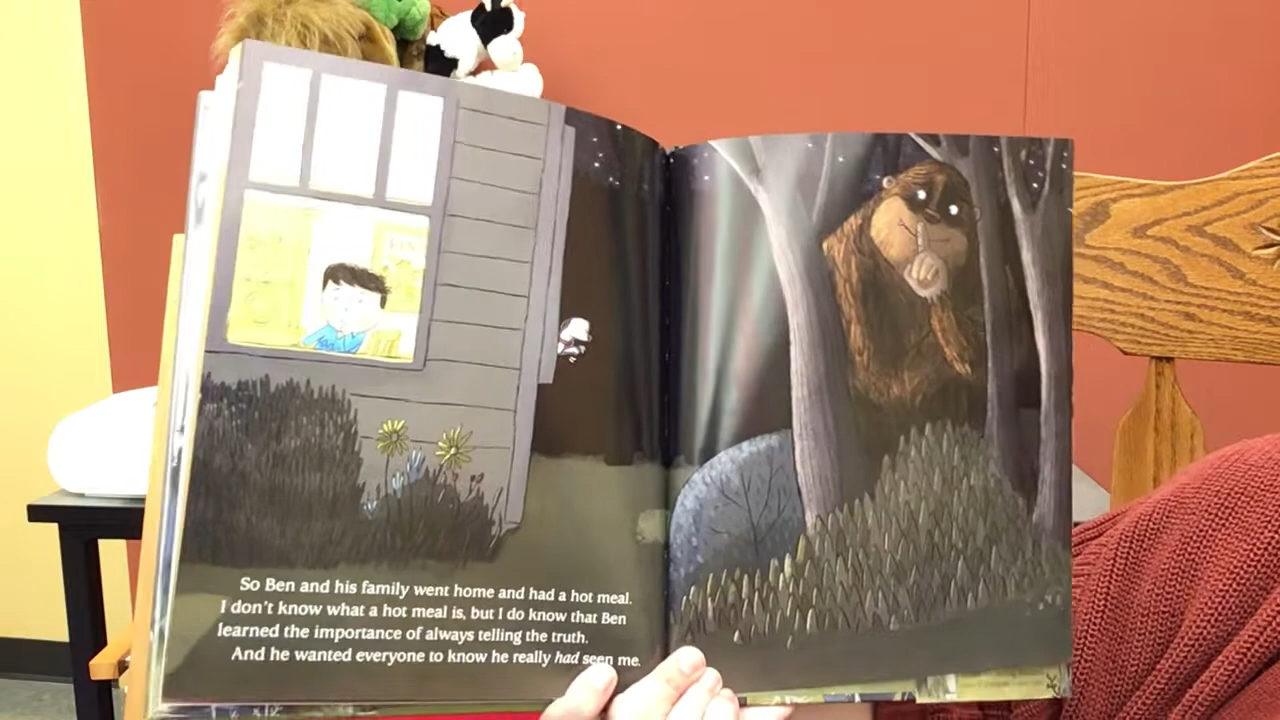 So Ben and his family went home and had a hot meal.
I don't know what a hot meal is, but I do know that Ben
learned the importance of always telling the truth.
And he wanted everyone to know he really had seen me.